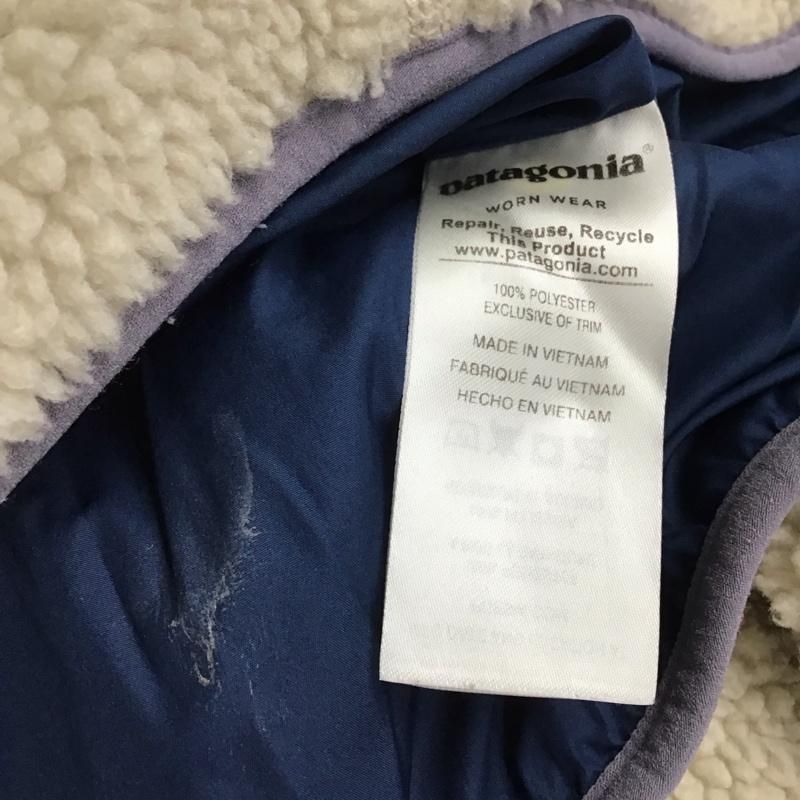 patagonia®
WORN WEAR
Repair, Reuse, Recycle
This Product
www.patagonia.com
100% POLYESTER
EXCLUSIVE OF TRIM
MADE IN VIETNAM
FABRIQUÉ AU VIETNAM
HECHO EN VIETNAM